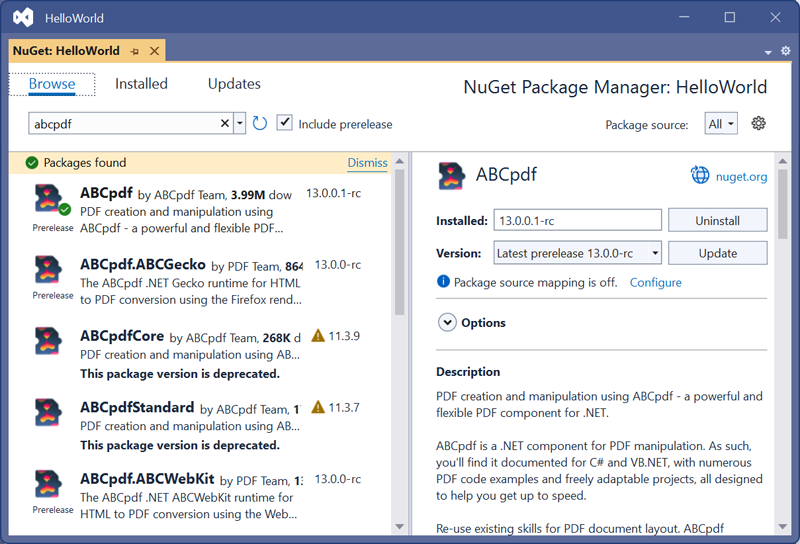 HelloWorld
NuGet: HelloWorld
Browse
Installed
Updates
NuGet Package Manager: HelloWorld
abcpdf
Include prerelease
Package source:
All
Packages found
Dismiss
ABCpdf by ABCpdf Team, 3.99M dow
13.0.0.1-rc
PDF creation and manipulation using
ABCpdf - a powerful and flexible PDF...
Prerelease
ABCpdf.ABCGecko by PDF Team, 864
13.0.0-rc
The ABCpdf .NET Gecko runtime for HTML
to PDF conversion using the Firefox rend...
Prerelease
ABCpdfCore by ABCpdf Team, 268K d
11.3.9
PDF creation and manipulation using AB...
This package version is deprecated.
ABCpdfStandard by ABCpdf Team, 1
11.3.7
PDF creation and manipulation using AB...
This package version is deprecated.
ABCpdf.ABCWebKit by PDF Team, 13
13.0.0-rc
The ABCpdf .NET ABCWebKit runtime for
HTML to PDF conversion using the Web...
Prerelease
ABCpdf
nuget.org
Installed:
13.0.0.1-rc
Uninstall
Version:
Latest prerelease 13.0.0-rc
Update
Package source mapping is off. Configure
Options
Description
PDF creation and manipulation using ABCpdf - a powerful and
flexible PDF component for .NET.
ABCpdf is a .NET component for PDF manipulation. As such,
you'll find it documented for C# and VB.NET, with numerous
PDF code examples and freely adaptable projects, all designed
to help you get up to speed.
Re-use existing skills for PDF document layout. ABCpdf